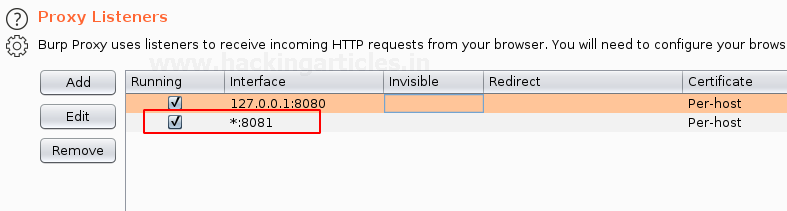 Proxy Listeners
Burp Proxy uses listeners to receive incoming HTTP requests from your browser. You will need to configure your brows
www.hackingarticles.in
Add
Edit
Remove
Running Interface Invisible Redirect Certificate
127.0.0.1:8080 Per-host
*:8081 Per-host